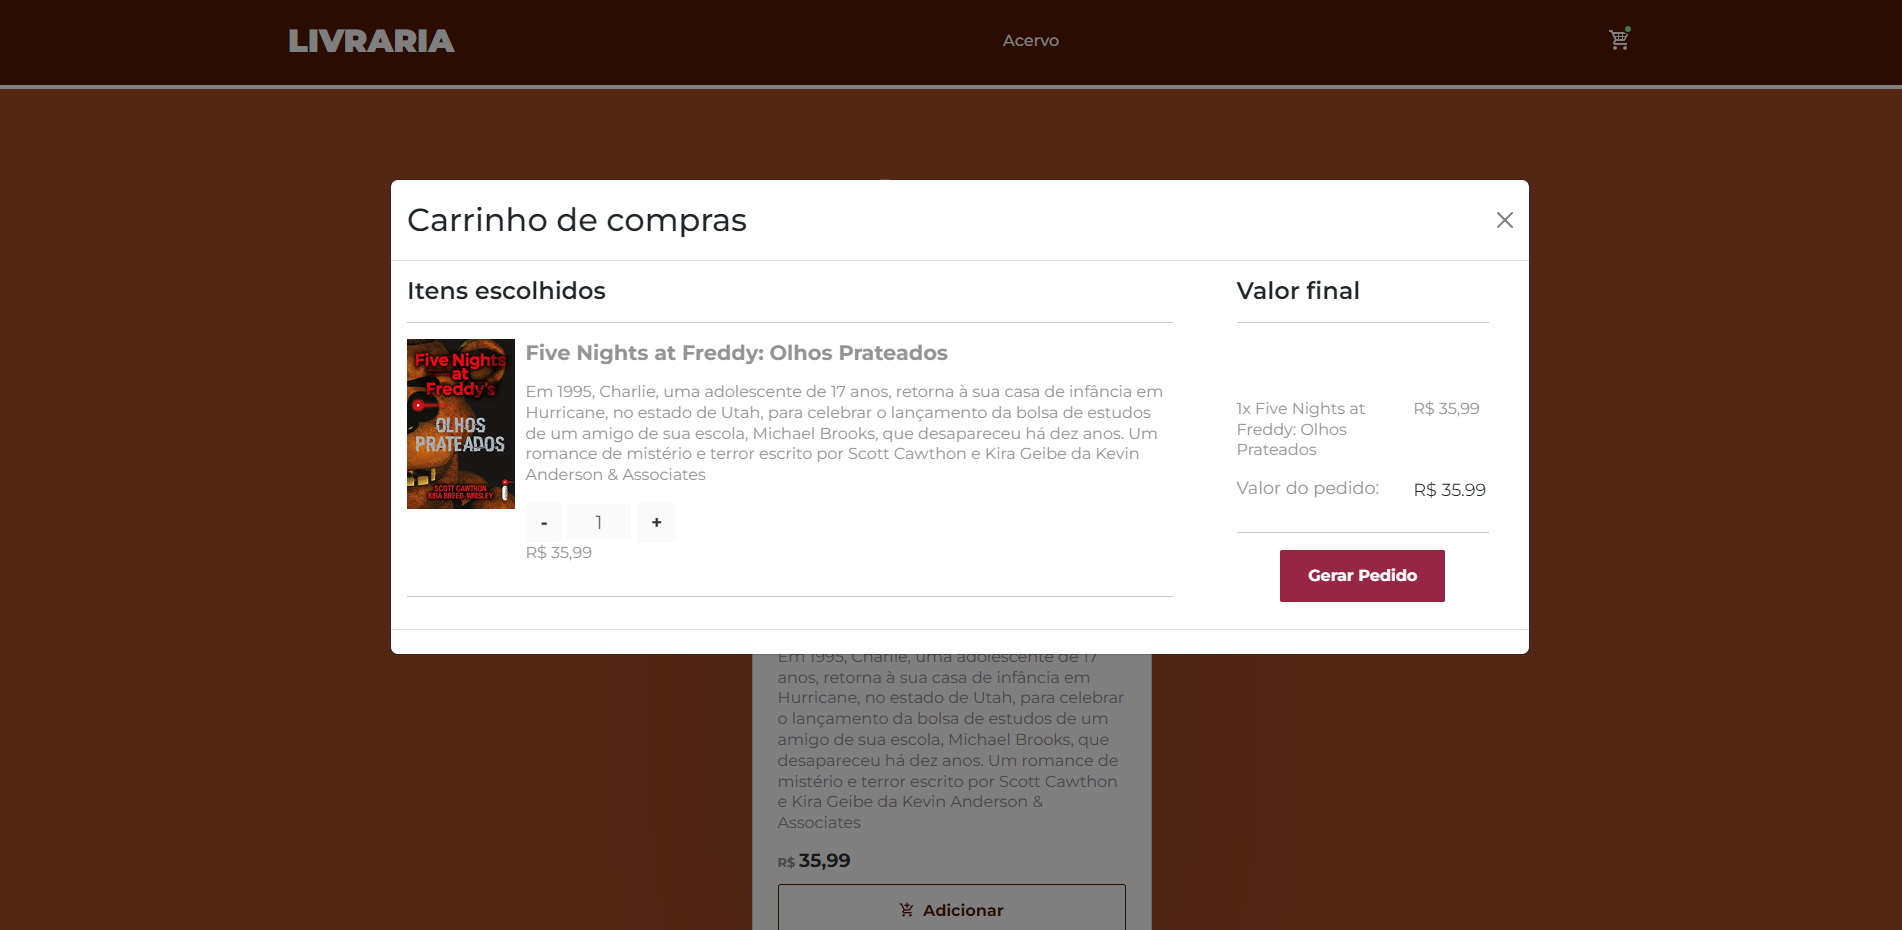 LIVRARIA
Acervo
Carrinho de compras
Itens escolhidos
Five Nights
at
Freddy's
OLHOS
PRATEADOS
SCOTT CAWTHON
KIRA BREED-WRISLEY
Five Nights at Freddy: Olhos Prateados
Em 1995, Charlie, uma adolescente de 17 anos, retorna à sua casa de infância em
Hurricane, no estado de Utah, para celebrar o lançamento da bolsa de estudos
de um amigo de sua escola, Michael Brooks, que desapareceu há dez anos. Um
romance de mistério e terror escrito por Scott Cawthon e Kira Geibe da Kevin
Anderson & Associates
- 1 +
R$ 35,99
Valor final
1x Five Nights at R$ 35,99
Freddy: Olhos
Prateados
Valor do pedido: R$ 35.99
Gerar Pedido
Em 1995, Charlie, uma adolescente de 17
anos, retorna à sua casa de infância em
Hurricane, no estado de Utah, para celebrar
o lançamento da bolsa de estudos de um
amigo de sua escola, Michael Brooks, que
desapareceu há dez anos. Um romance de
mistério e terror escrito por Scott Cawthon
e Kira Geibe da Kevin Anderson &
Associates
R$ 35,99
Adicionar